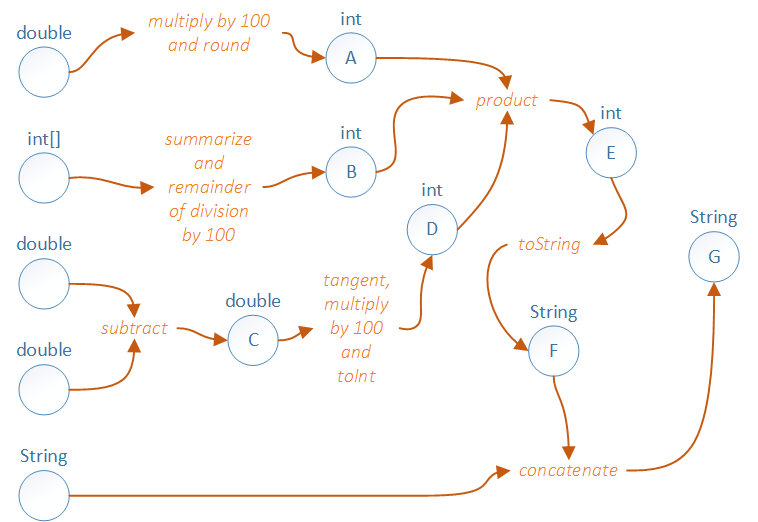 double
multiply by 100
and round
int
A
int[]
summarize
and
remainder
of division
by 100
int
B
product
int
E
int
D
double
double
subtract
double
C
tangent,
multiply
by 100
and
toInt
toString
String
F
String
G
String
concatenate